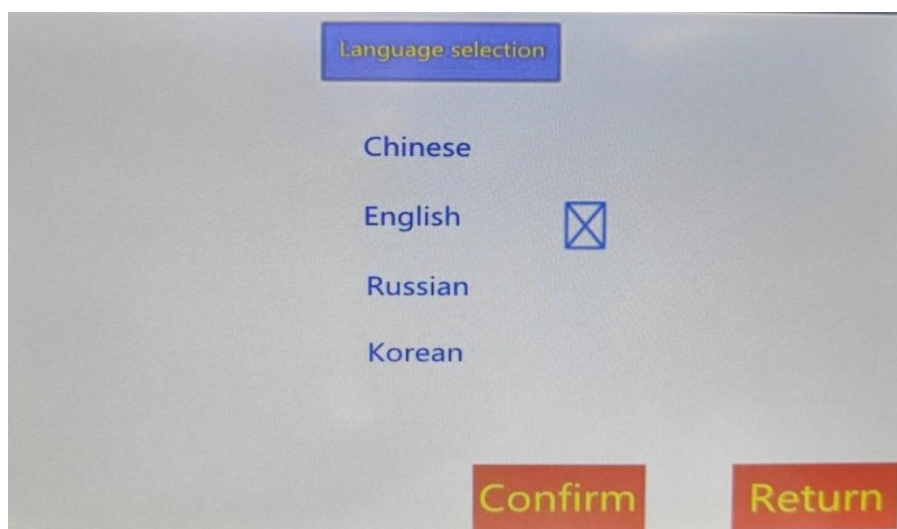 Language selection
Chinese
English
Russian
Korean
Confirm
Return